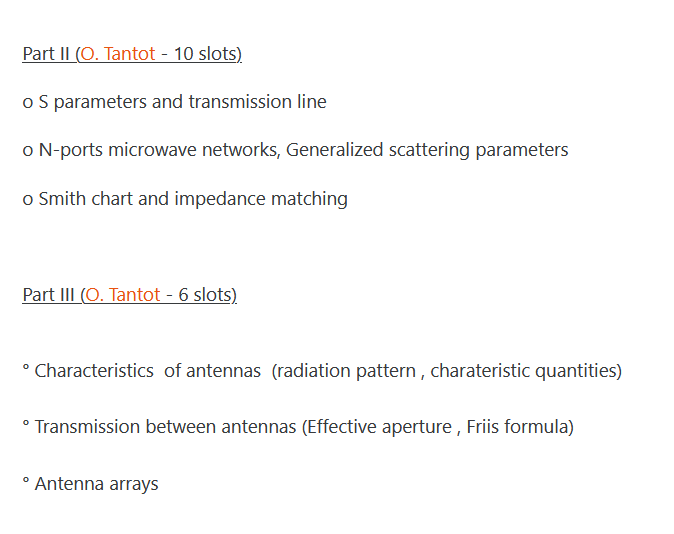 Part II (O. Tantot - 10 slots)
o S parameters and transmission line
o N-ports microwave networks, Generalized scattering parameters
o Smith chart and impedance matching
Part III (O. Tantot - 6 slots)
° Characteristics  of antennas  (radiation pattern , charateristic quantities)
° Transmission between antennas (Effective aperture , Friis formula)
° Antenna arrays